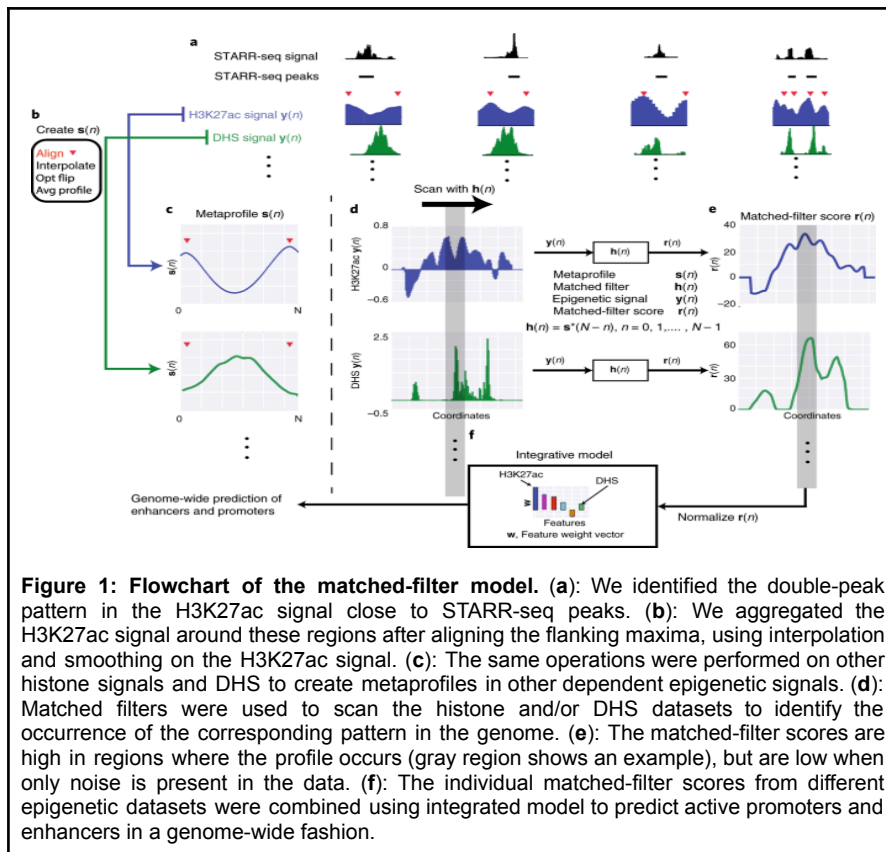 a
STARR-seq signal
STARR-seq peaks
b
H3K27ac signal y(n)
Create s(n)
DHS signal y(n)
Align
Interpolate
Opt flip
Avg profile
Scan with h(n)
c
Metaprofile s(n)
s(n)
0
N
s(n)
0
N
d
0.8
0
−0.6
H3K27ac y(n)
2.5
−0.5
DHS y(n)
Coordinates
y(n)
h(n)
r(n)
Metaprofile s(n)
Matched filter h(n)
Epigenetic signal y(n)
Matched-filter score r(n)
h(n) = s*(N − n), n = 0, 1,...., N − 1
y(n)
h(n)
r(n)
e
Matched-filter score r(n)
40
20
0
−20
r(n)
60
30
0
r(n)
Coordinates
f
Integrative model
H3K27ac
DHS
w
Features
w, Feature weight vector
Normalize r(n)
Genome-wide prediction of
enhancers and promoters
Figure 1: Flowchart of the matched-filter model. (a): We identified the double-peak
pattern in the H3K27ac signal close to STARR-seq peaks. (b): We aggregated the
H3K27ac signal around these regions after aligning the flanking maxima, using interpolation
and smoothing on the H3K27ac signal. (c): The same operations were performed on other
histone signals and DHS to create metaprofiles in other dependent epigenetic signals. (d):
Matched filters were used to scan the histone and/or DHS datasets to identify the
occurrence of the corresponding pattern in the genome. (e): The matched-filter scores are
high in regions where the profile occurs (gray region shows an example), but are low when
only noise is present in the data. (f): The individual matched-filter scores from different
epigenetic datasets were combined using integrated model to predict active promoters and
enhancers in a genome-wide fashion.